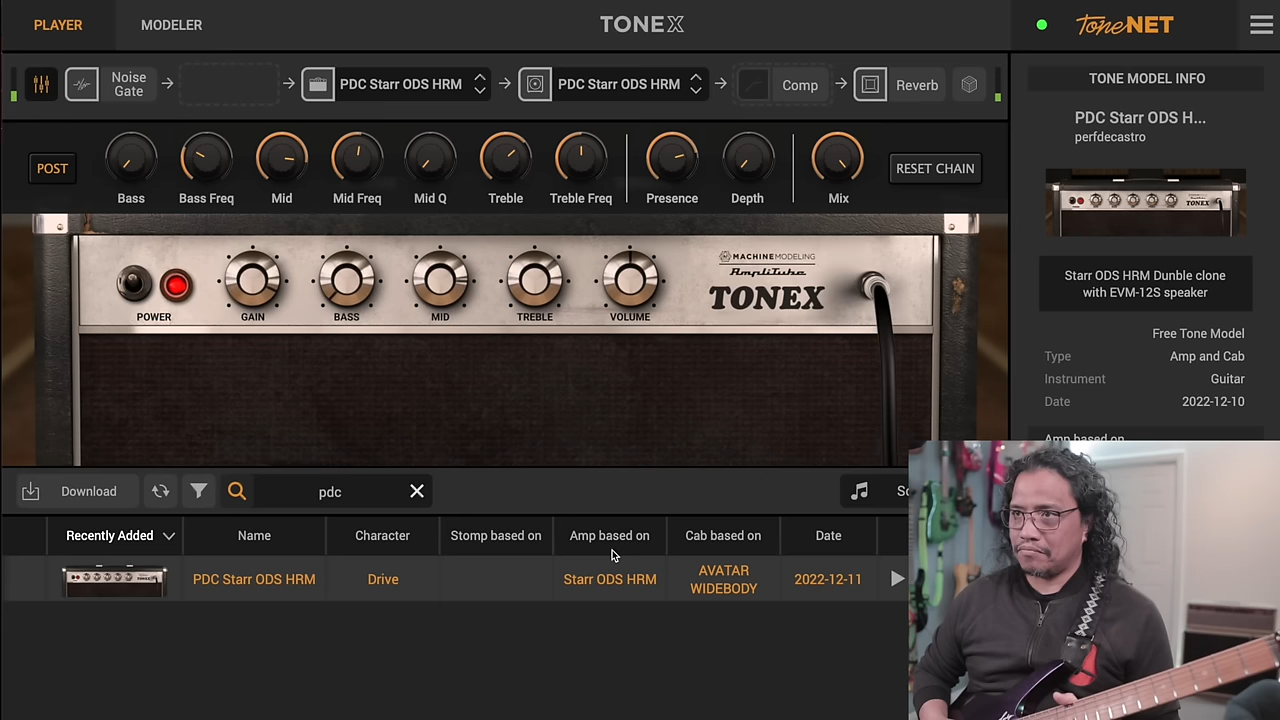 PLAYER
MODELER
TONEX
ToneNET
Noise
Gate
PDC Starr ODS HRM
PDC Starr ODS HRM
Comp
Reverb
TONE MODEL INFO
PDC Starr ODS H...
perfdecastro
POST
Bass
Bass Freq
Mid
Mid Freq
Mid Q
Treble
Treble Freq
Presence
Depth
Mix
RESET CHAIN
MACHINEMODELING
AmpliTube
TONEX
POWER
GAIN
BASS
MID
TREBLE
VOLUME
TONEX
Starr ODS HRM Dunble clone
with EVM-12S speaker
Free Tone Model
Type Amp and Cab
Instrument Guitar
Date 2022-12-10
Amp based on
Download
pdc
Recently Added
Name
Character
Stomp based on
Amp based on
Cab based on
Date
PDC Starr ODS HRM
Drive
Starr ODS HRM
AVATAR
WIDEBODY
2022-12-11